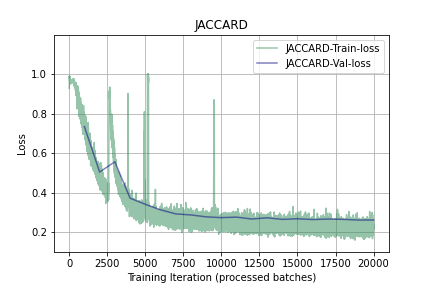 JACCARD
JACCARD-Train-loss
JACCARD-Val-loss
1.0
0.8
0.6
0.4
0.2
Loss
0 2500 5000 7500 10000 12500 15000 17500 20000
Training Iteration (processed batches)